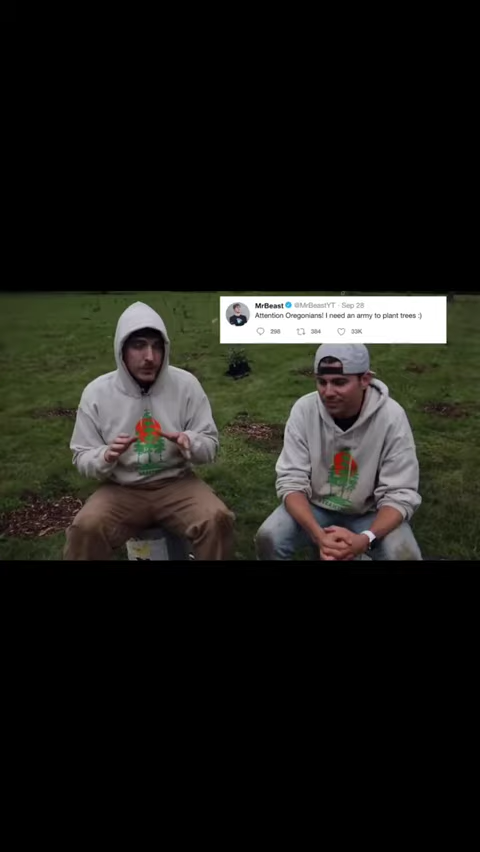 MrBeast @MrBeastYT · Sep 28
Attention Oregonians! I need an army to plant trees :)
298 384 33K